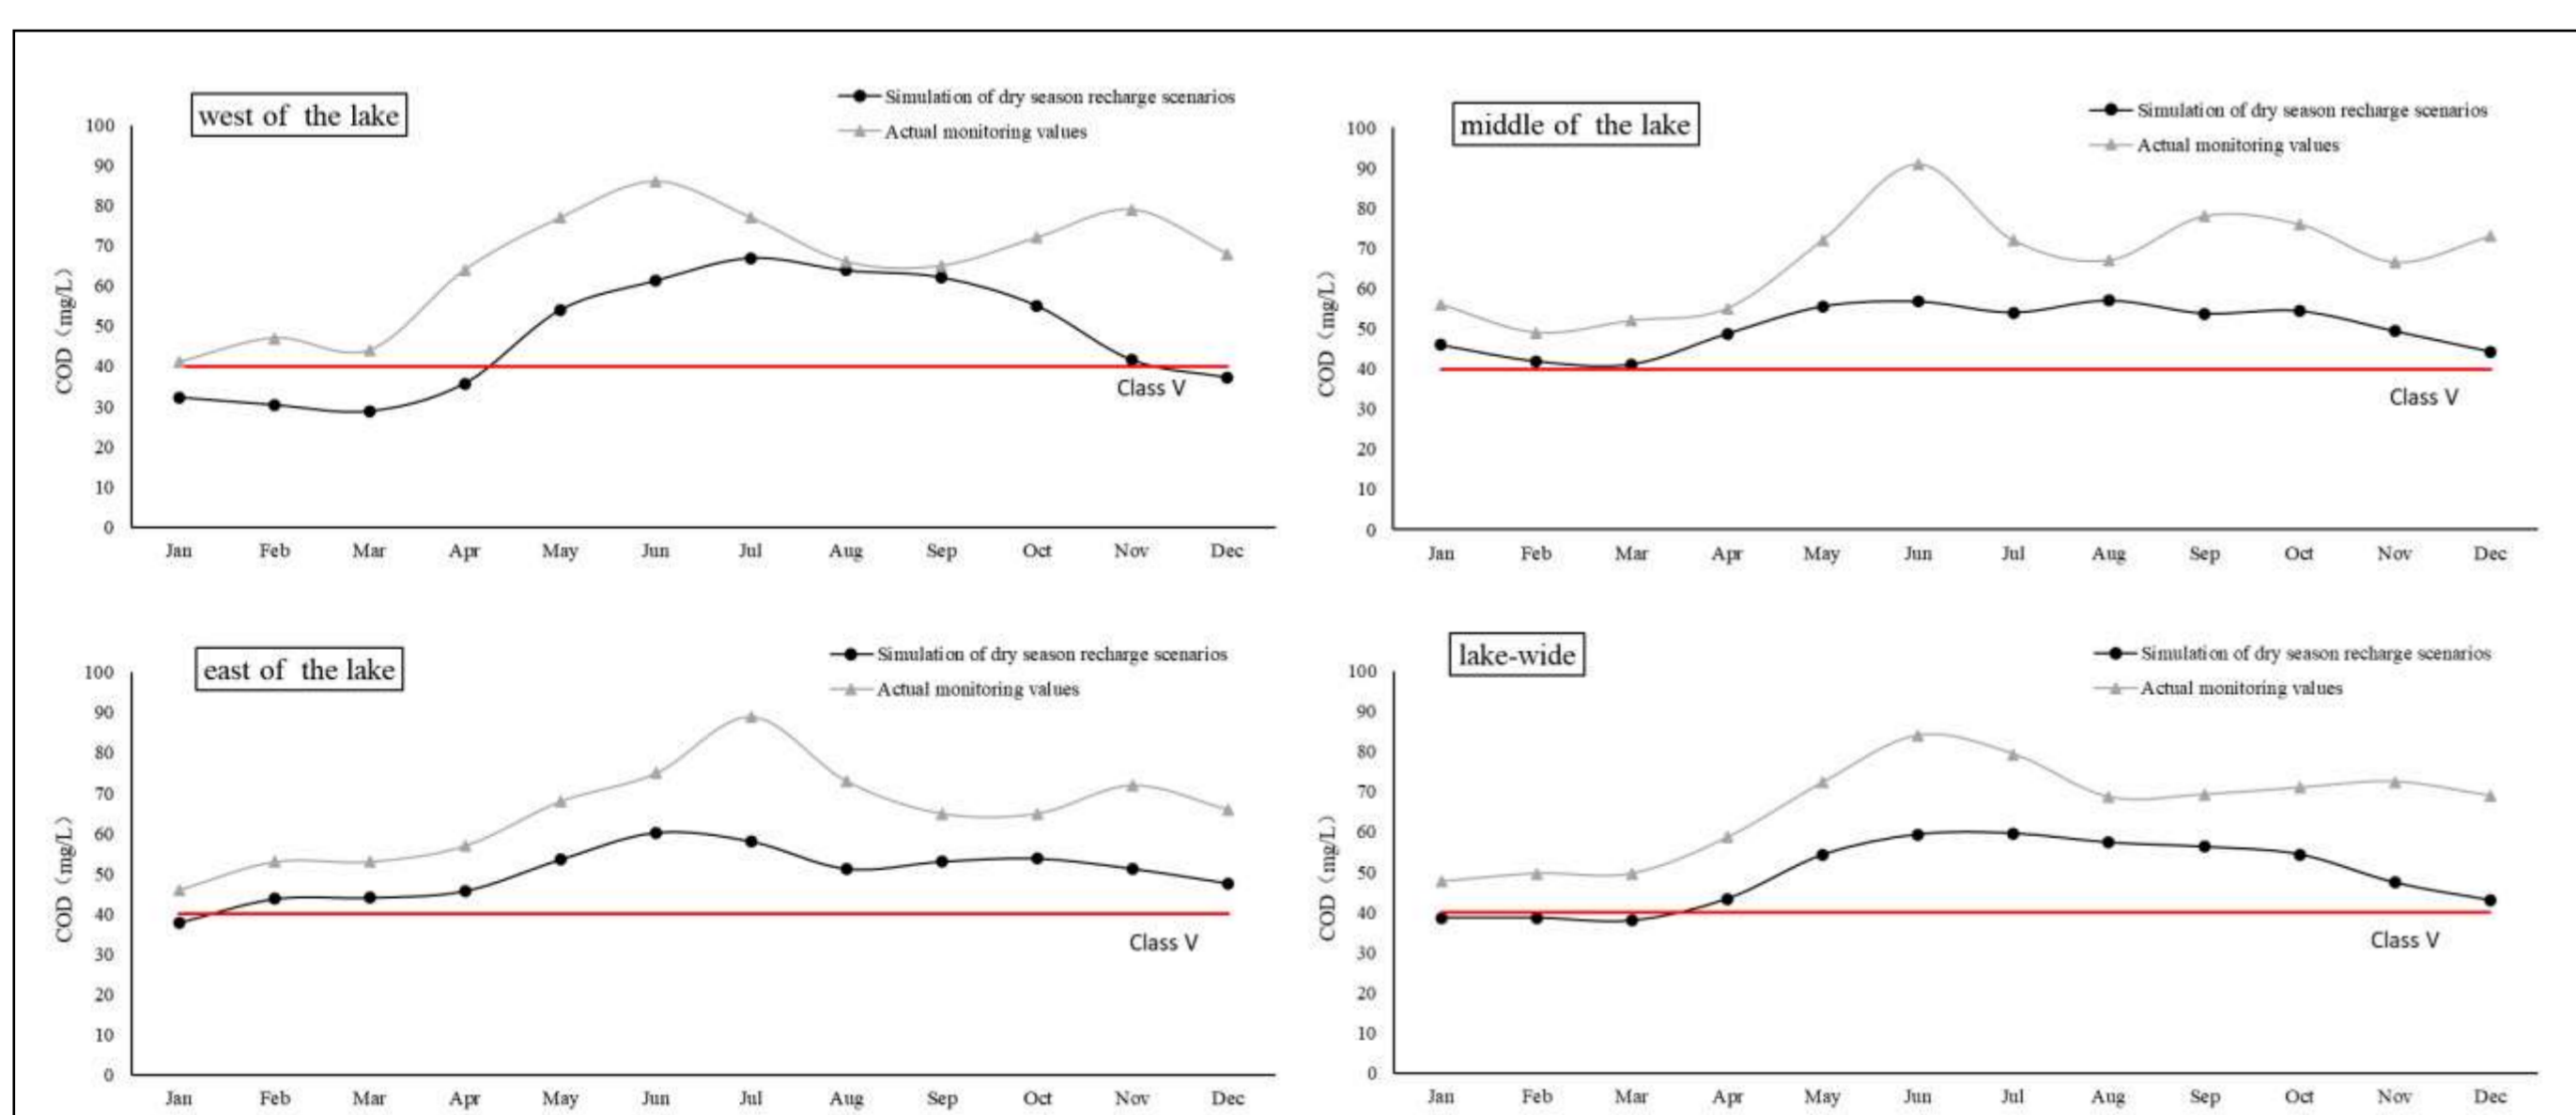 west of the lake
Simulation of dry season recharge scenarios
Actual monitoring values
COD（mg/L）
100
90
80
70
60
50
40
30
20
10
0
Class V
Jan Feb Mar Apr May Jun Jul Aug Sep Oct Nov Dec
middle of the lake
Simulation of dry season recharge scenarios
Actual monitoring values
COD（mg/L）
100
90
80
70
60
50
40
30
20
10
0
Class V
Jan Feb Mar Apr May Jun Jul Aug Sep Oct Nov Dec
east of the lake
Simulation of dry season recharge scenarios
Actual monitoring values
COD（mg/L）
100
90
80
70
60
50
40
30
20
10
0
Class V
Jan Feb Mar Apr May Jun Jul Aug Sep Oct Nov Dec
lake-wide
Simulation of dry season recharge scenarios
Actual monitoring values
COD（mg/L）
100
90
80
70
60
50
40
30
20
10
0
Class V
Jan Feb Mar Apr May Jun Jul Aug Sep Oct Nov Dec